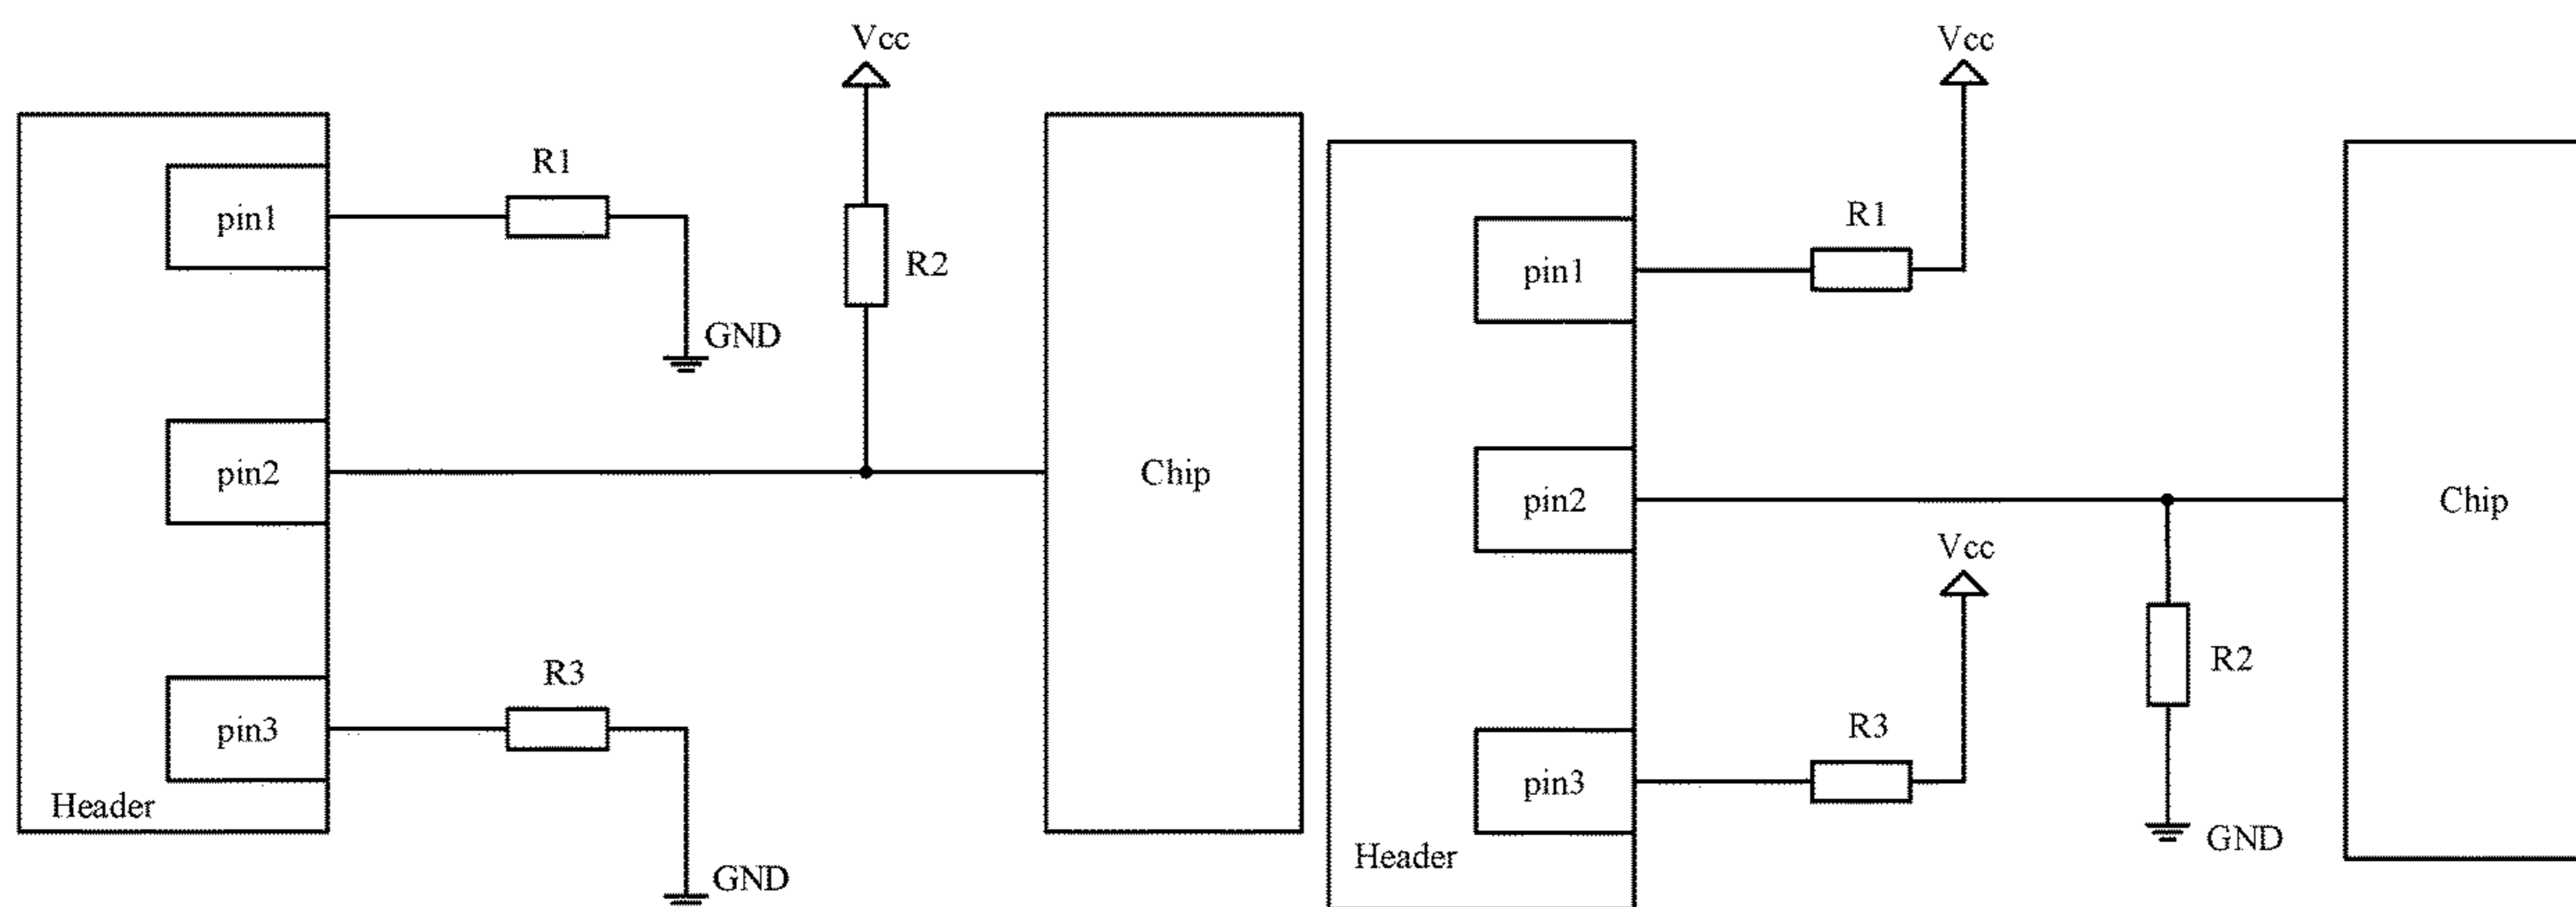 Vcc
R1
pin1
R2
GND
pin2
Chip
R3
pin3
Header
GND
Vcc
R1
pin1
pin2
Chip
Vcc
R2
R3
pin3
GND
Header